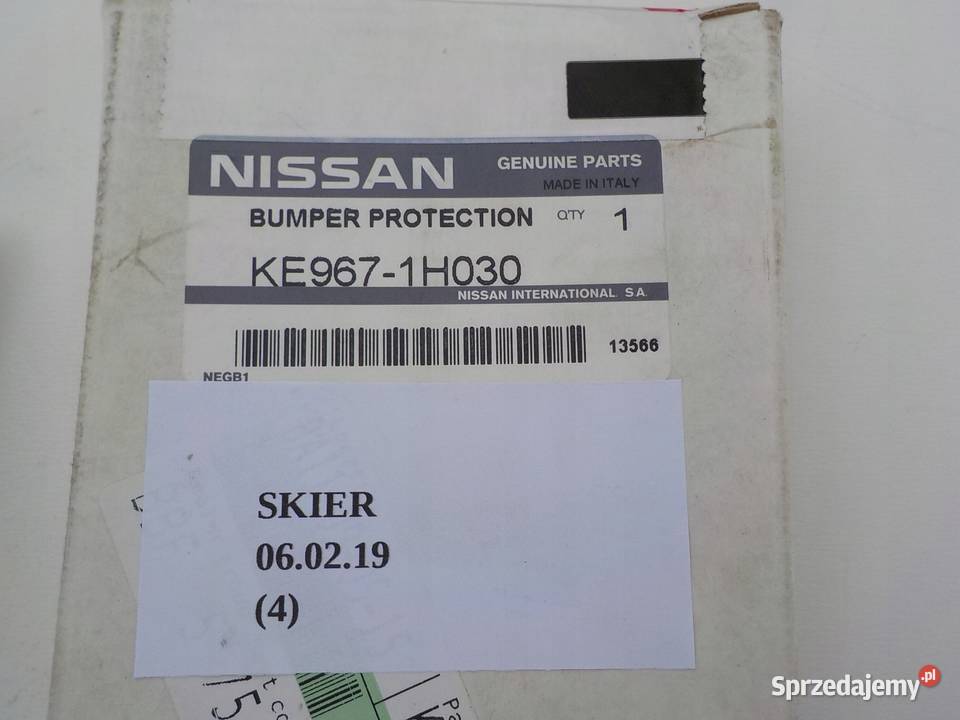 NISSAN GENUINE PARTS
MADE IN ITALY
BUMPER PROTECTION Q'TY 1
KE967-1H030
NISSAN INTERNATIONAL S.A.
13566
NEGB1
SKIER
06.02.19
(4)
15
Sprzedajemy.pl